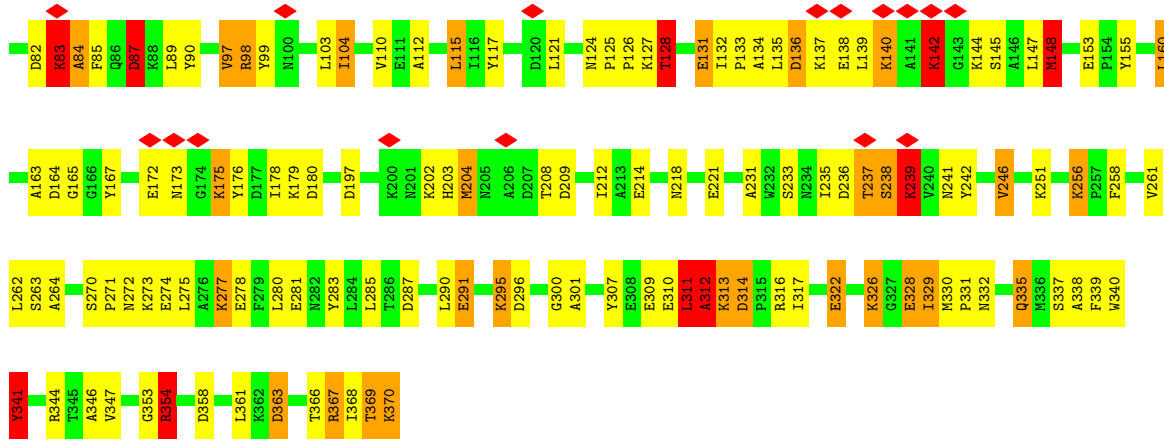 D82 K83 A84 F85 Q86 D87 K88 L89 Y90 V97 R98 Y99 N100 L103 I104 V110 E111 A112 L115 I116 Y117 D120 L121 N124 P125 P126 K127 T128 E131 I132 P133 A134 L135 D136 K137 E138 L139 K140 A141 K142 G143 K144 S145 A146 L147 M148 E153 P154 Y155 L160
A163 D164 G165 G166 Y167 E172 N173 G174 K175 Y176 D177 I178 K179 D180 D197 K200 N201 K202 H203 M204 N205 A206 D207 T208 D209 I212 A213 E214 N218 E221 A231 W232 S233 N234 I235 D236 T237 S238 K239 V240 N241 Y242 V246 K251 K256 P257 F258 V261
L262 S263 A264 S270 P271 N272 K273 E274 L275 A276 K277 E278 F279 L280 E281 N282 Y283 L284 L285 T286 D287 L290 E291 K295 D296 G300 A301 Y307 E308 E309 E310 L311 A312 K313 D314 P315 R316 I317 E322 K326 G327 E328 I329 M330 P331 N332 Q335 M336 S337 A338 F339 W340
Y341 R344 T345 A346 V347 G353 R354 D358 L361 K362 D363 T366 R367 I368 T369 K370